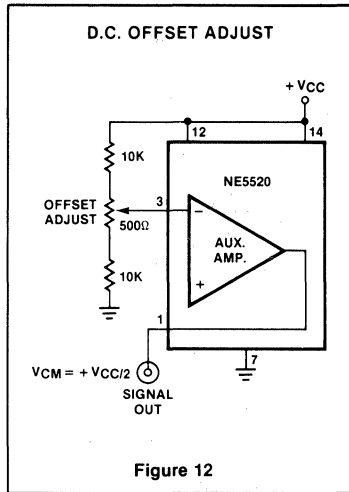 D.C. OFFSET ADJUST
+ VCC
12
14
10K
NE5520
OFFSET
ADJUST
3
500Ω
−
AUX.
AMP.
10K
+
1
VCM = + VCC/2
7
SIGNAL
OUT
Figure 12